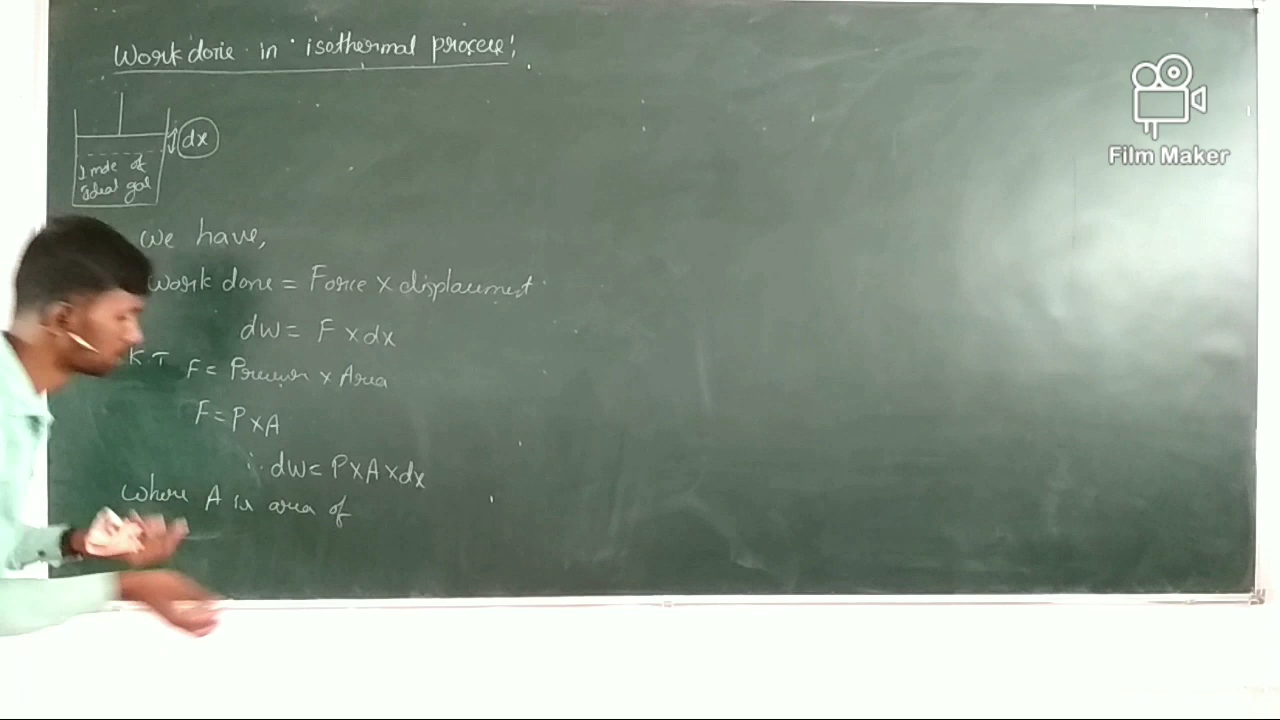 Work done in isothermal process:
dx
1 mole of
ideal gas
We have,
Work done = Force × displacement
dw = F × dx
K.T F = Pressure × Area
F = P × A
∴ dw = P × A × dx
Where A is area of
Film Maker